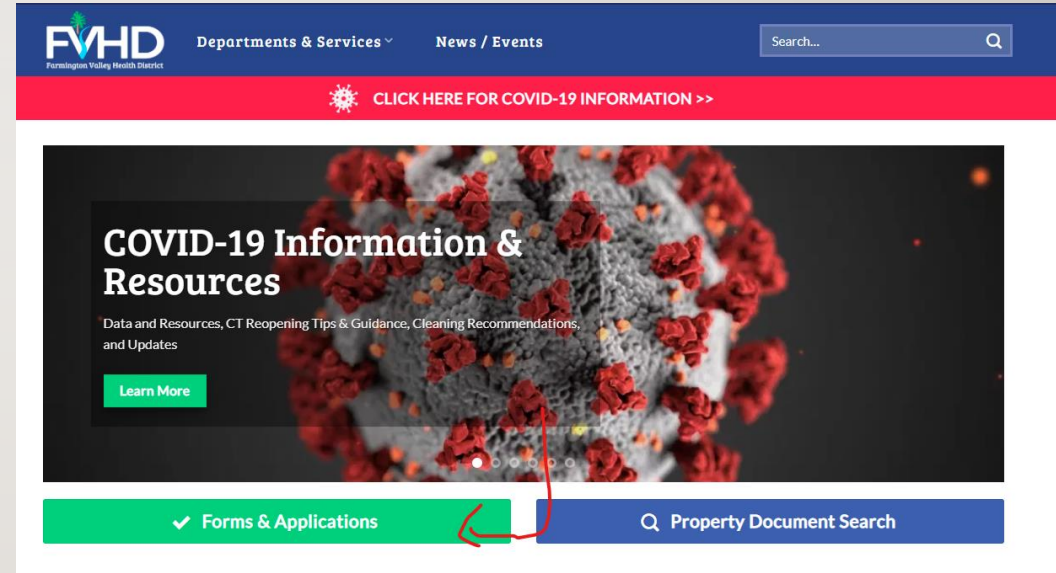 FVHD
Farmington Valley Health District
Departments & Services
News / Events
Search...
CLICK HERE FOR COVID-19 INFORMATION >>
COVID-19 Information &
Resources
Data and Resources, CT Reopening Tips & Guidance, Cleaning Recommendations,
and Updates
Learn More
Forms & Applications
Property Document Search